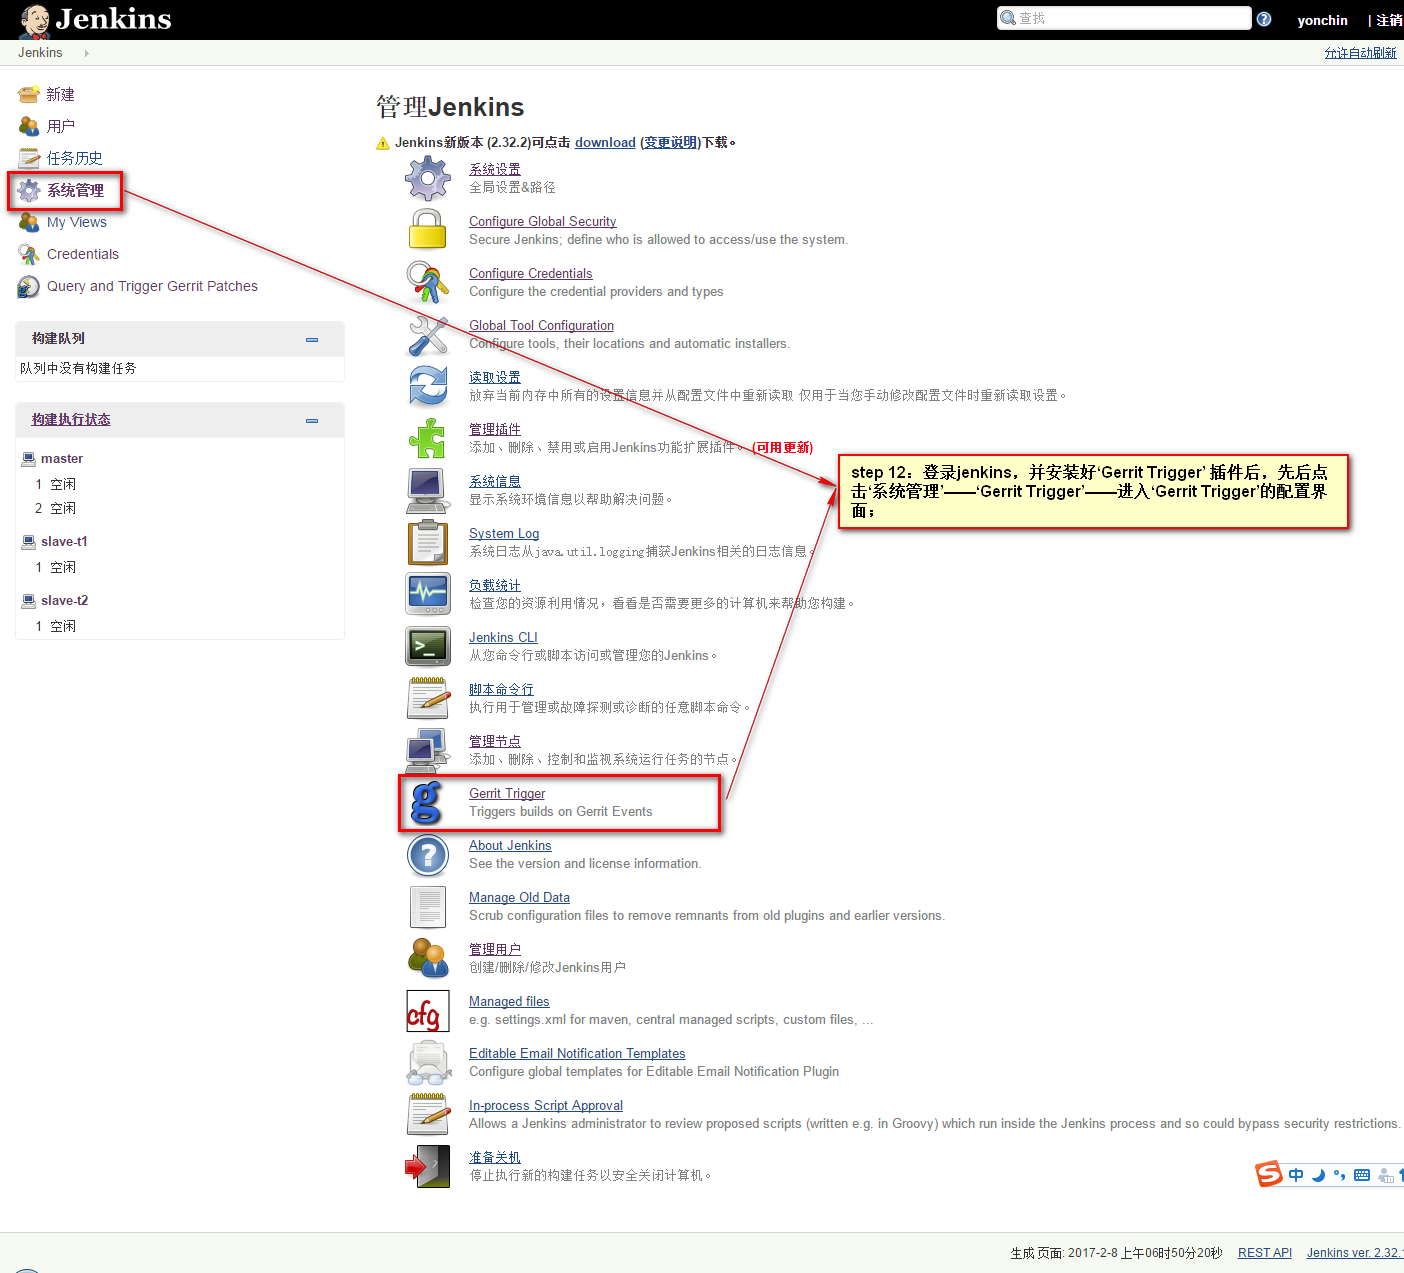 Jenkins
查找
yonchin
| 注销
Jenkins
允许自动刷新
新建
用户
任务历史
系统管理
My Views
Credentials
Query and Trigger Gerrit Patches
构建队列
队列中没有构建任务
构建执行状态
master
1 空闲
2 空闲
slave-t1
1 空闲
slave-t2
1 空闲
管理Jenkins
Jenkins新版本 (2.32.2)可点击 download (变更说明)下载。
系统设置
全局设置&路径
Configure Global Security
Secure Jenkins; define who is allowed to access/use the system.
Configure Credentials
Configure the credential providers and types
Global Tool Configuration
Configure tools, their locations and automatic installers.
读取设置
放弃当前内存中所有的设置信息并从配置文件中重新读取 仅用于当您手动修改配置文件时重新读取设置。
管理插件
添加、删除、禁用或启用Jenkins功能扩展插件。 (可用更新)
系统信息
显示系统环境信息以帮助解决问题。
System Log
系统日志从java.util.logging捕获Jenkins相关的日志信息。
负载统计
检查您的资源利用情况，看看是否需要更多的计算机来帮助您构建。
Jenkins CLI
从您命令行或脚本访问或管理您的Jenkins。
脚本命令行
执行用于管理或故障探测或诊断的任意脚本命令。
管理节点
添加、删除、控制和监视系统运行任务的节点。
g
Gerrit Trigger
Triggers builds on Gerrit Events
About Jenkins
See the version and license information.
Manage Old Data
Scrub configuration files to remove remnants from old plugins and earlier versions.
管理用户
创建/删除/修改Jenkins用户
cfg
Managed files
e.g. settings.xml for maven, central managed scripts, custom files, ...
Editable Email Notification Templates
Configure global templates for Editable Email Notification Plugin
In-process Script Approval
Allows a Jenkins administrator to review proposed scripts (written e.g. in Groovy) which run inside the Jenkins process and so could bypass security restrictions.
准备关机
停止执行新的构建任务以安全关闭计算机。
step 12：登录jenkins，并安装好‘Gerrit Trigger’ 插件后，先后点
击‘系统管理’——‘Gerrit Trigger’——进入‘Gerrit Trigger’的配置界
面；
中
生成 页面: 2017-2-8 上午06时50分20秒
REST API
Jenkins ver. 2.32.